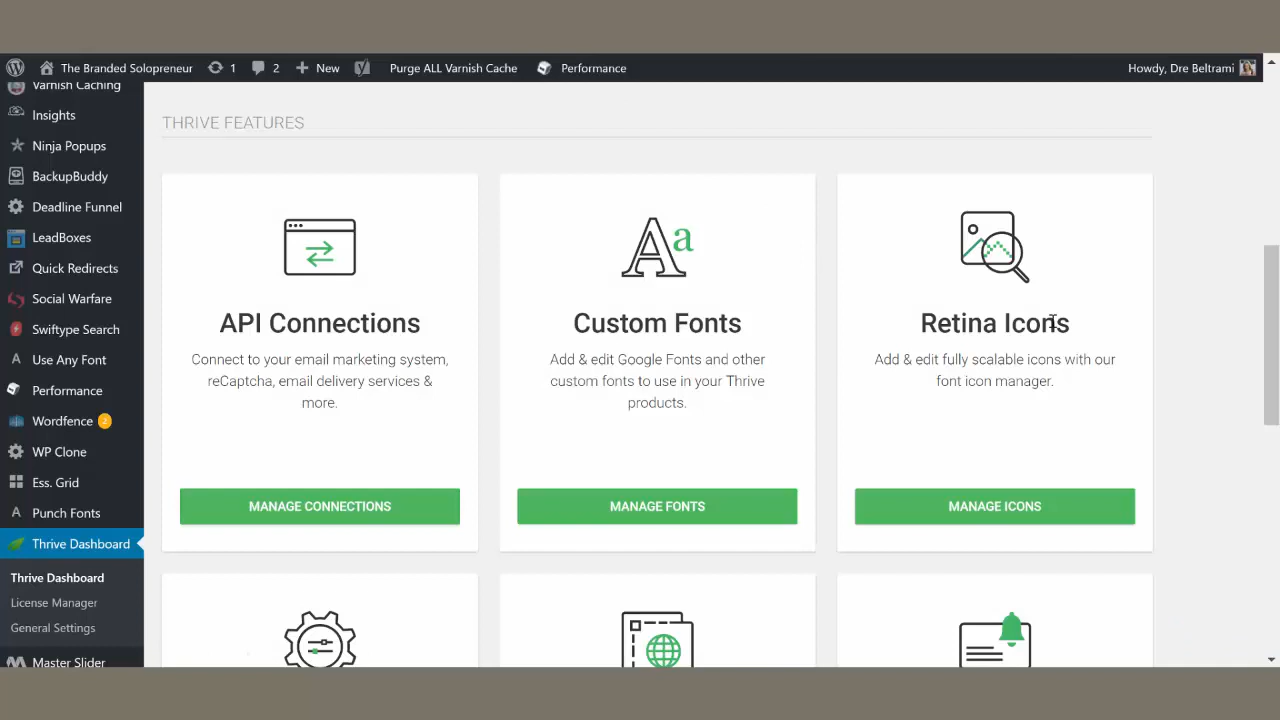 The Branded Solopreneur 1 2 New Purge ALL Varnish Cache Performance Howdy, Dre Beltrami
Varnish Caching
Insights
Ninja Popups
BackupBuddy
Deadline Funnel
LeadBoxes
Quick Redirects
Social Warfare
Swiftype Search
Use Any Font
Performance
Wordfence 2
WP Clone
Ess. Grid
Punch Fonts
Thrive Dashboard
Thrive Dashboard
License Manager
General Settings
Master Slider
THRIVE FEATURES
Aa
API Connections
Connect to your email marketing system,
reCaptcha, email delivery services &
more.
MANAGE CONNECTIONS
Custom Fonts
Add & edit Google Fonts and other
custom fonts to use in your Thrive
products.
MANAGE FONTS
Retina Icons
Add & edit fully scalable icons with our
font icon manager.
MANAGE ICONS